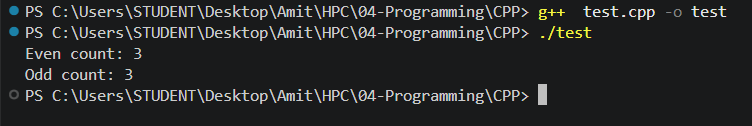 PS C:\Users\STUDENT\Desktop\Amit\HPC\04-Programming\CPP> g++  test.cpp -o test
PS C:\Users\STUDENT\Desktop\Amit\HPC\04-Programming\CPP> ./test
Even count: 3
Odd count: 3
PS C:\Users\STUDENT\Desktop\Amit\HPC\04-Programming\CPP>